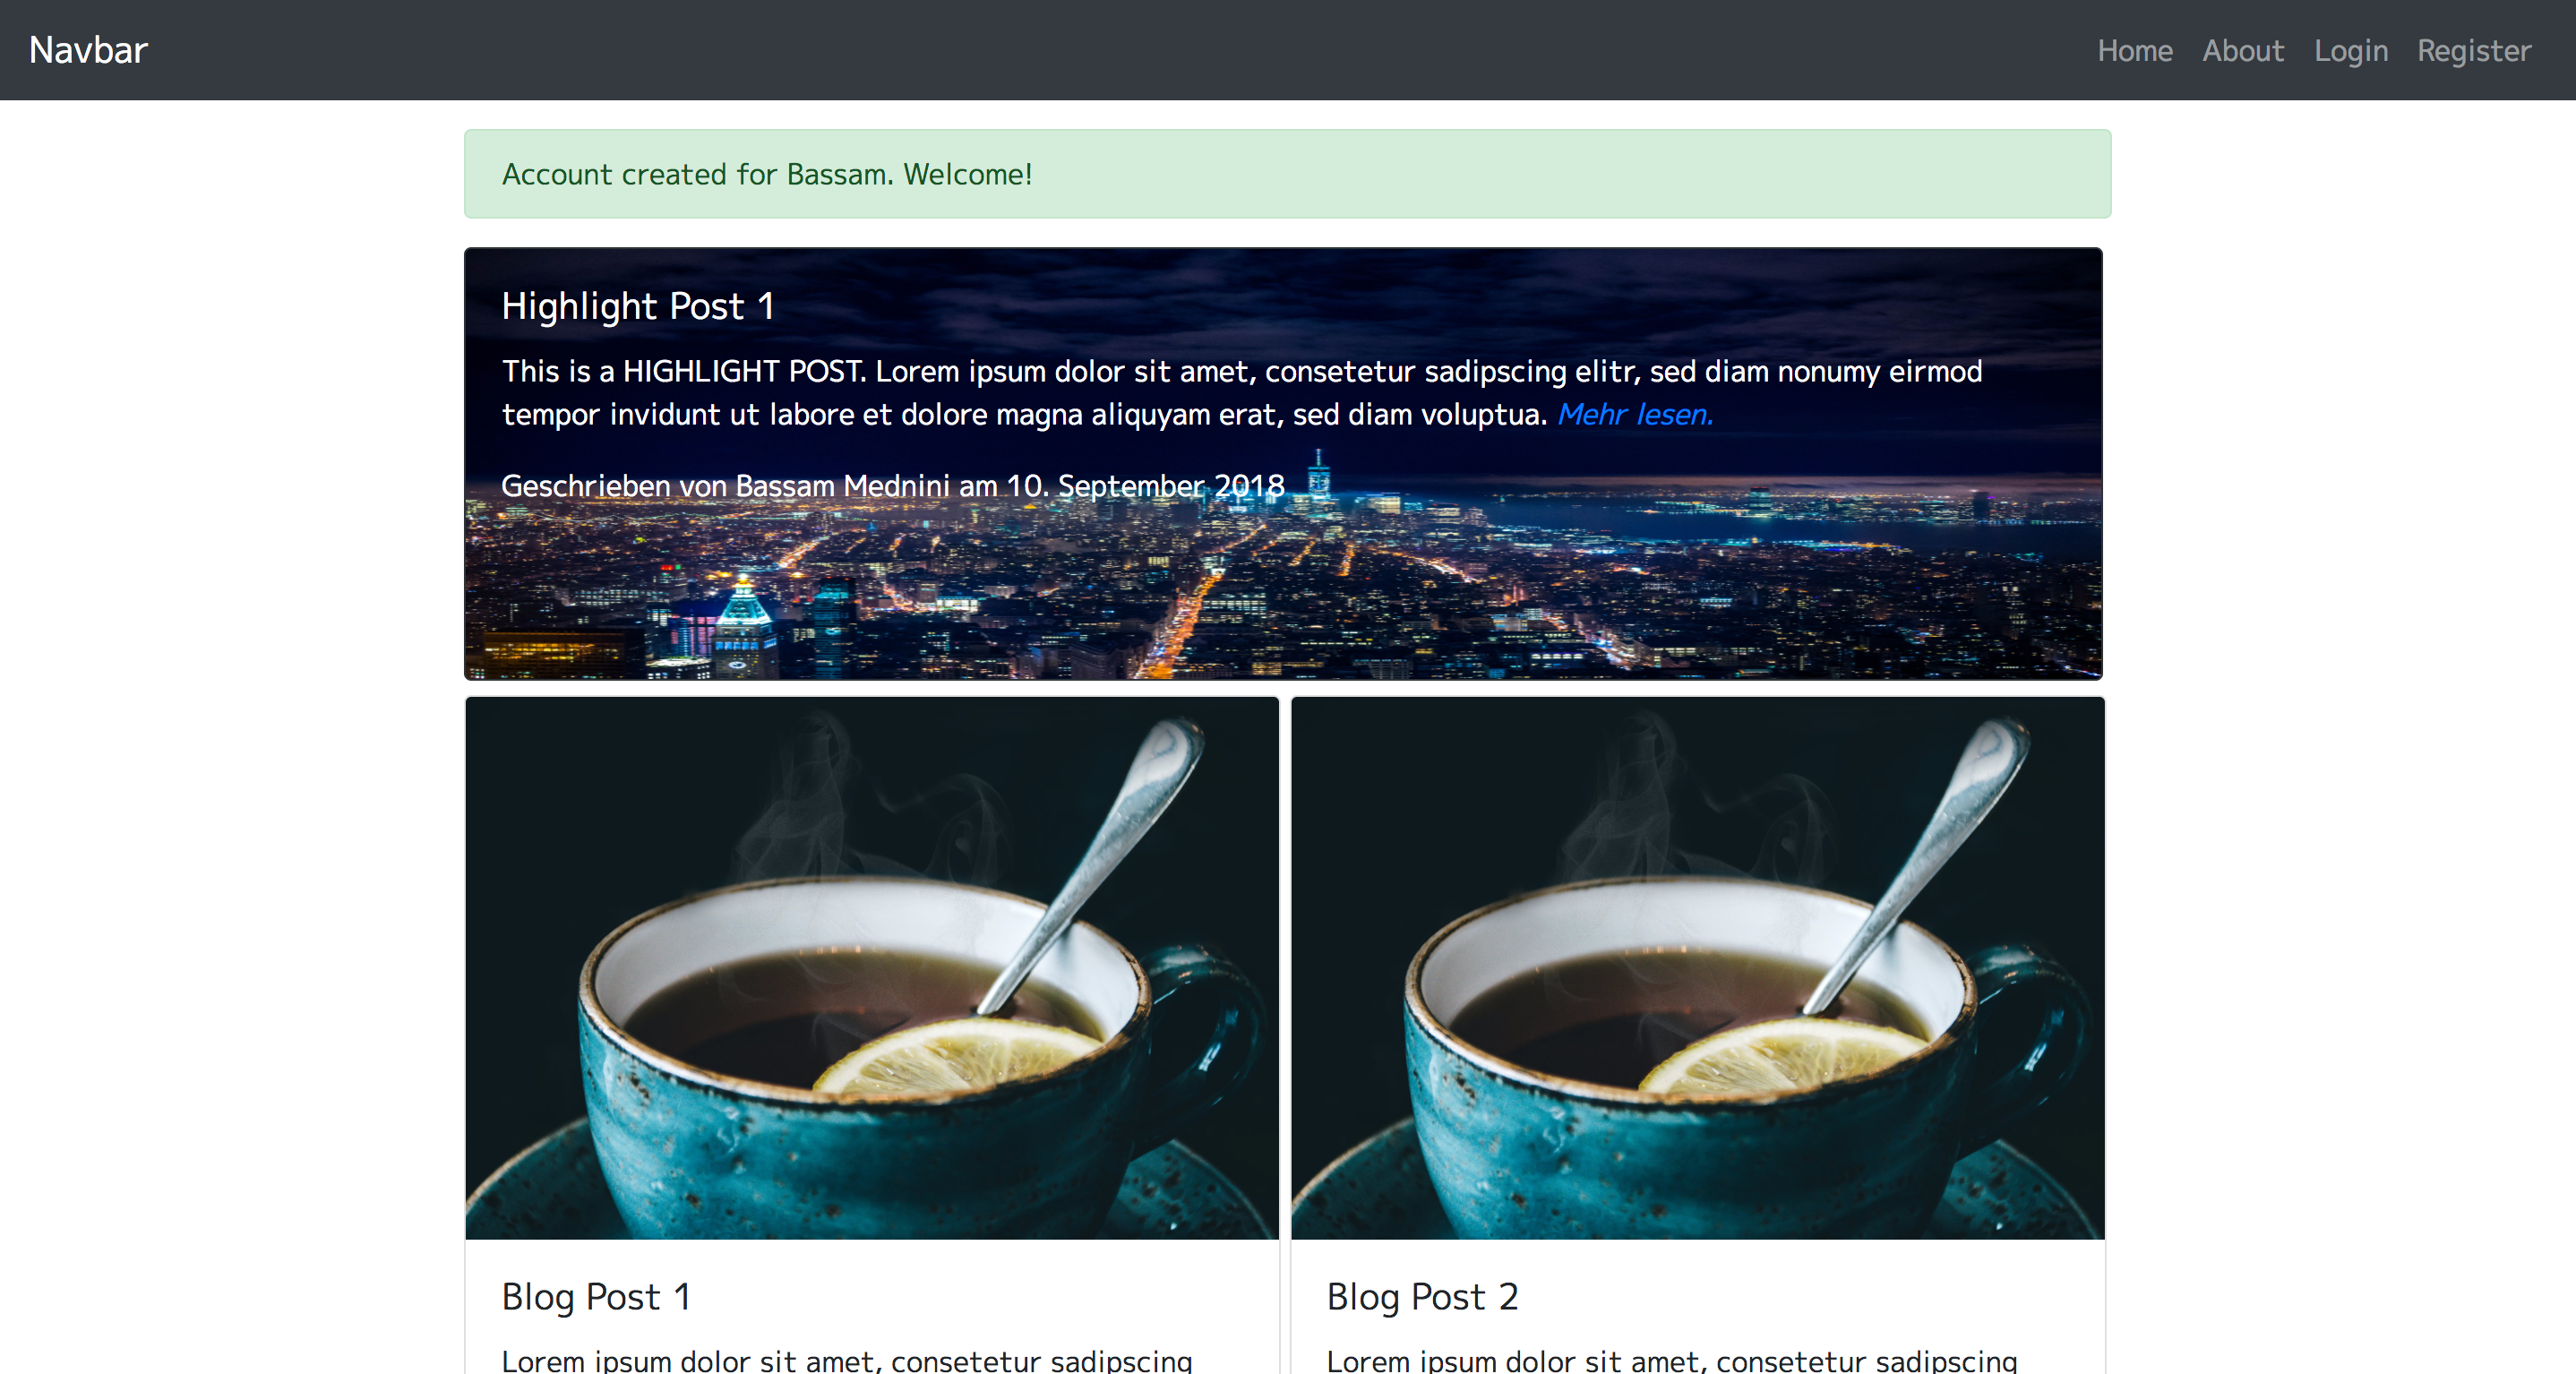 Navbar
Home About Login Register
Account created for Bassam. Welcome!
Highlight Post 1
This is a HIGHLIGHT POST. Lorem ipsum dolor sit amet, consetetur sadipscing elitr, sed diam nonumy eirmod
tempor invidunt ut labore et dolore magna aliquyam erat, sed diam voluptua. Mehr lesen.
Geschrieben von Bassam Mednini am 10. September 2018
Blog Post 1
Lorem ipsum dolor sit amet, consetetur sadipscing
Blog Post 2
Lorem ipsum dolor sit amet, consetetur sadipscing